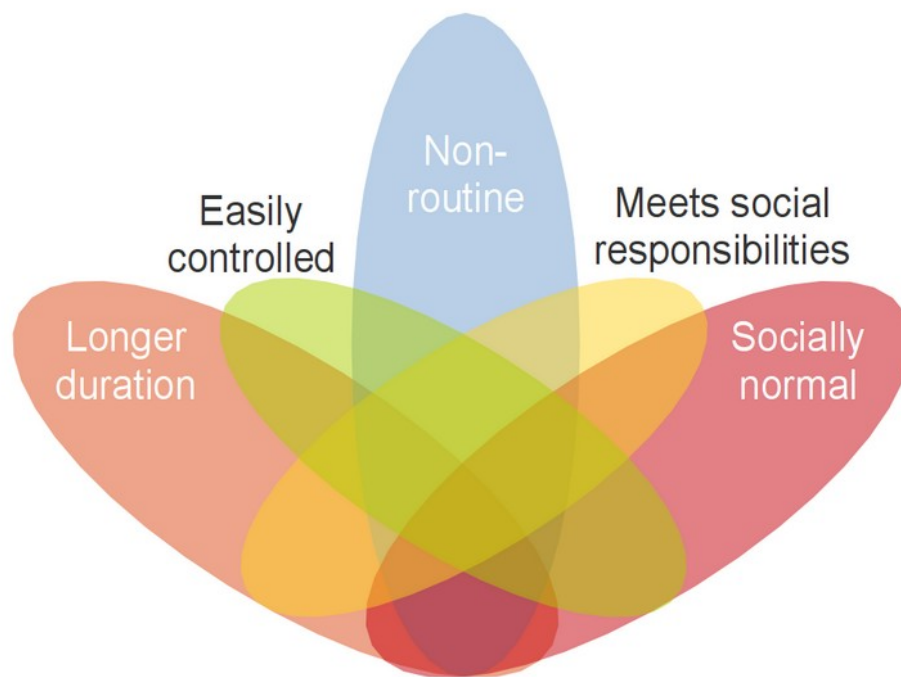 Non-
routine
Easily
controlled
Meets social
responsibilities
Longer
duration
Socially
normal